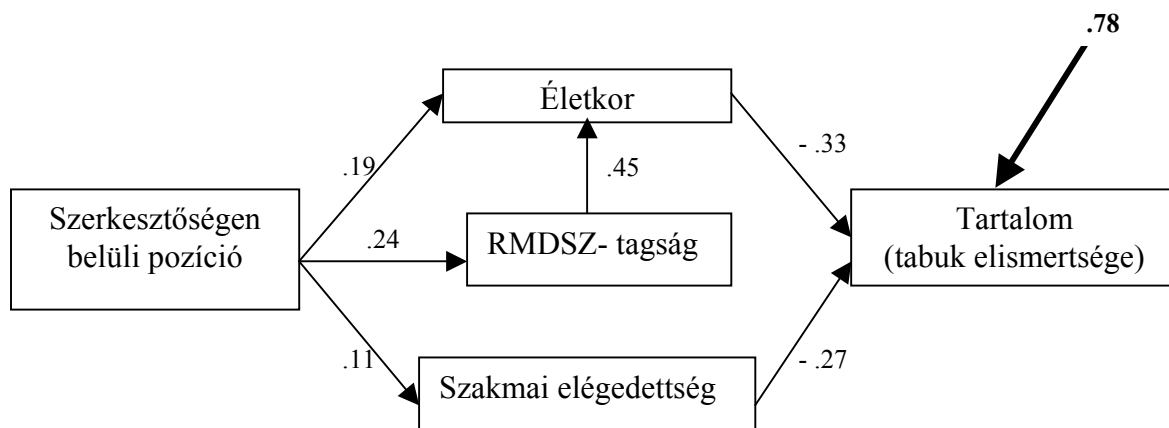 .78
Életkor
- .33
.19
.45
Szerkesztőségen
belüli pozíció
.24
RMDSZ- tagság
Tartalom
(tabuk elismertsége)
.11
- .27
Szakmai elégedettség